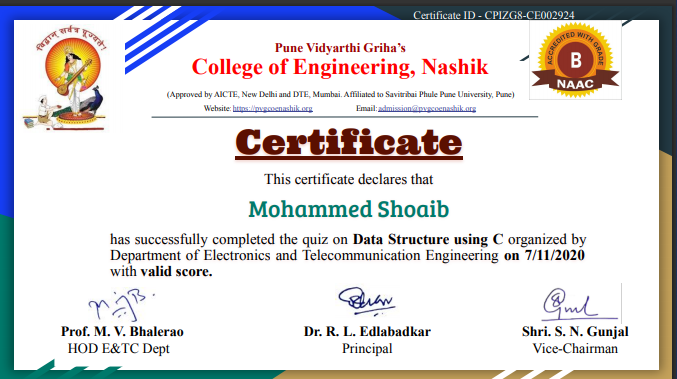 Certificate ID - CPIZG8-CE002924
विद्वान् सर्वत्र पूज्यते!
Pune Vidyarthi Griha's
College of Engineering, Nashik
(Approved by AICTE, New Delhi and DTE, Mumbai. Affiliated to Savitribai Phule Pune University, Pune)
Website: https://pvgcoenashik.org Email: admission@pvgcoenashik.org
ACCREDITED WITH GRADE
B
NAAC
Certificate
This certificate declares that
Mohammed Shoaib
has successfully completed the quiz on Data Structure using C organized by
Department of Electronics and Telecommunication Engineering on 7/11/2020
with valid score.
Prof. M. V. Bhalerao Dr. R. L. Edlabadkar Shri. S. N. Gunjal
HOD E&TC Dept Principal Vice-Chairman